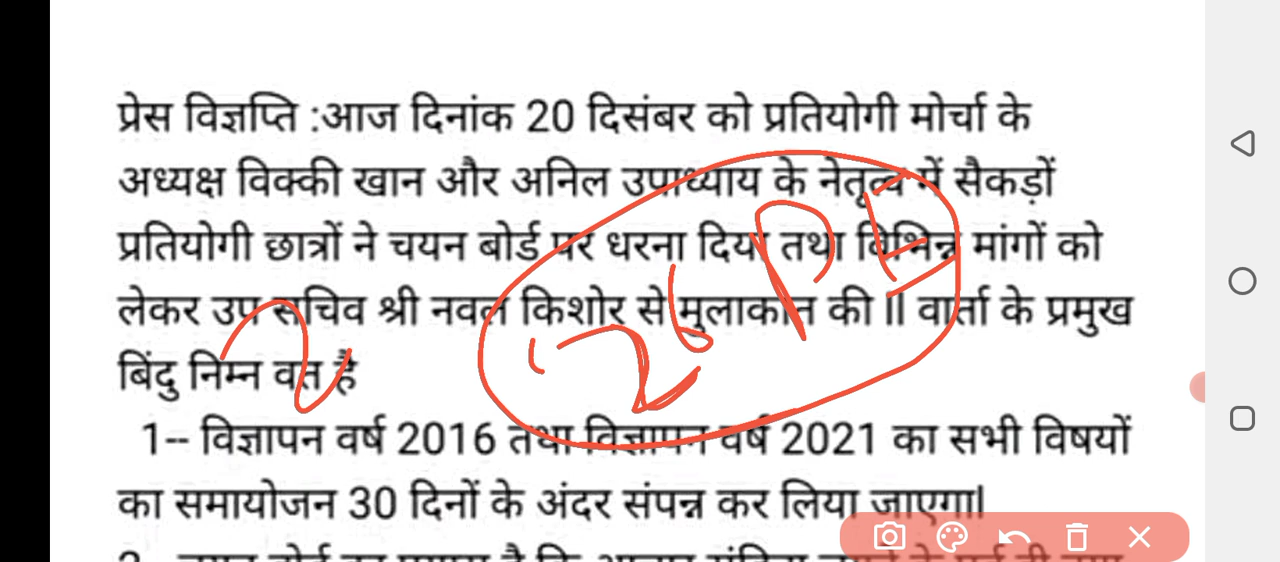 प्रेस विज्ञप्ति :आज दिनांक 20 दिसंबर को प्रतियोगी मोर्चा के
अध्यक्ष विक्की खान और अनिल उपाध्याय के नेतृत्व में सैकड़ों
प्रतियोगी छात्रों ने चयन बोर्ड पर धरना दिया तथा विभिन्न मांगों को
लेकर उप सचिव श्री नवल किशोर से मुलाकात की ॥ वार्ता के प्रमुख
बिंदु निम्न वत है
1-- विज्ञापन वर्ष 2016 तथा विज्ञापन वर्ष 2021 का सभी विषयों
का समायोजन 30 दिनों के अंदर संपन्न कर लिया जाएगा|